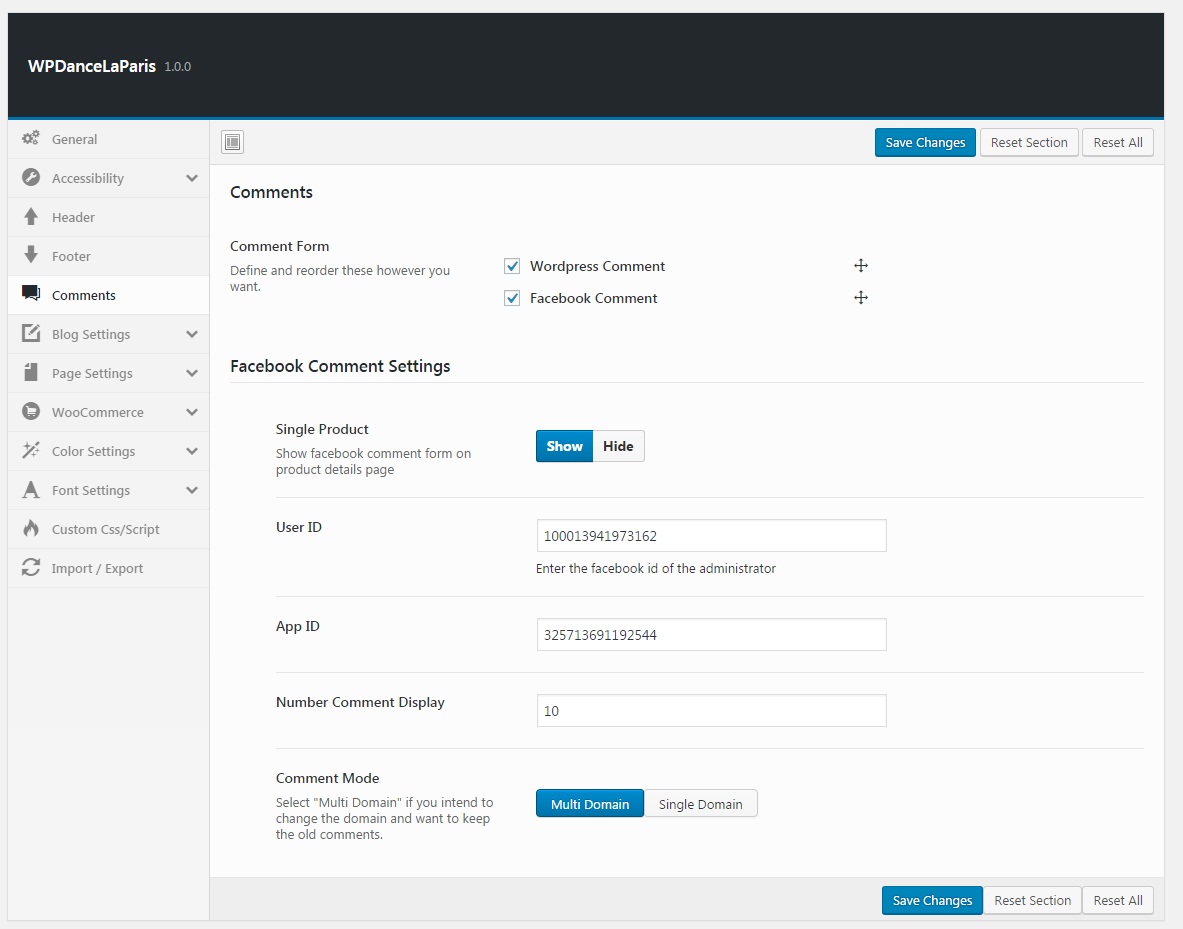 WPDanceLaParis 1.0.0
General
Accessibility
Header
Footer
Comments
Blog Settings
Page Settings
WooCommerce
Color Settings
Font Settings
Custom Css/Script
Import / Export
Save Changes Reset Section Reset All
Comments
Comment Form
Define and reorder these however you
want.
Wordpress Comment
Facebook Comment
Facebook Comment Settings
Single Product
Show facebook comment form on
product details page
Show Hide
User ID
100013941973162
Enter the facebook id of the administrator
App ID
325713691192544
Number Comment Display
10
Comment Mode
Select "Multi Domain" if you intend to
change the domain and want to keep
the old comments.
Multi Domain Single Domain
Save Changes Reset Section Reset All